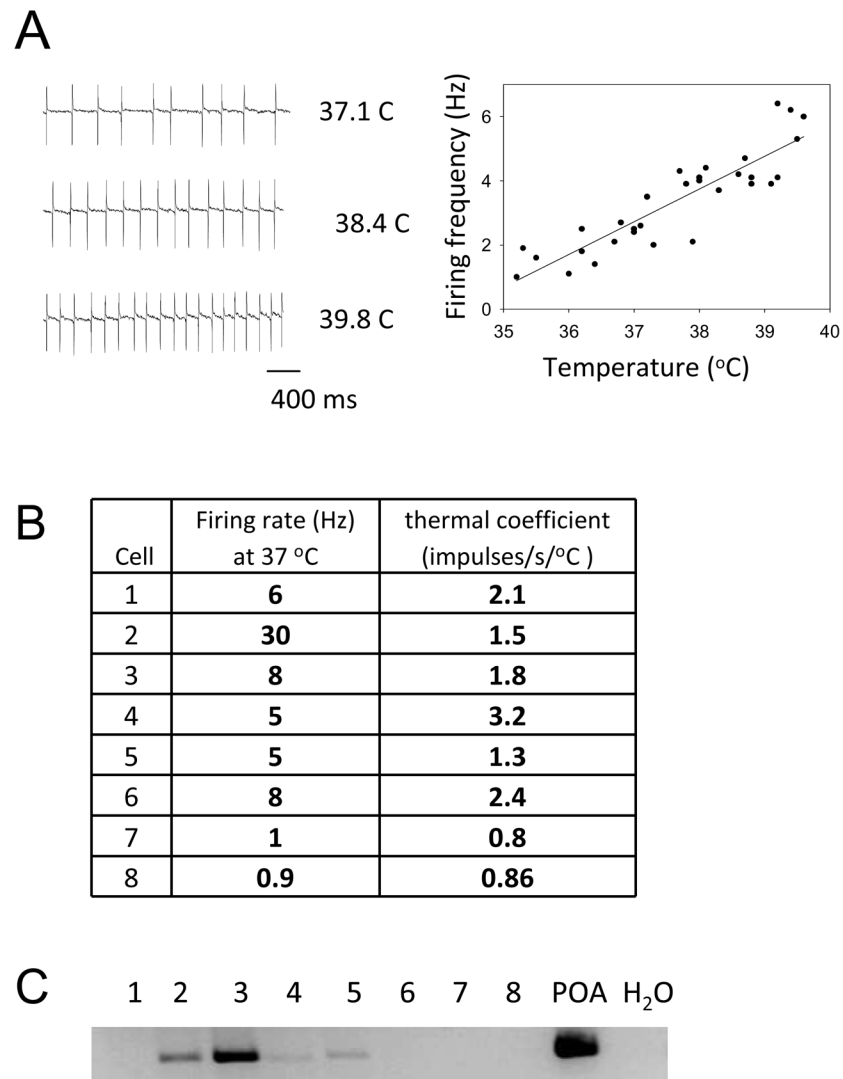 A
37.1 C
38.4 C
39.8 C
400 ms
Firing frequency (Hz)
6
4
2
0
35 36 37 38 39 40
Temperature (°C)
B
Cell Firing rate (Hz) at 37 °C thermal coefficient (impulses/s/°C )
1 6 2.1
2 30 1.5
3 8 1.8
4 5 3.2
5 5 1.3
6 8 2.4
7 1 0.8
8 0.9 0.86
C
1 2 3 4 5 6 7 8 POA H₂O